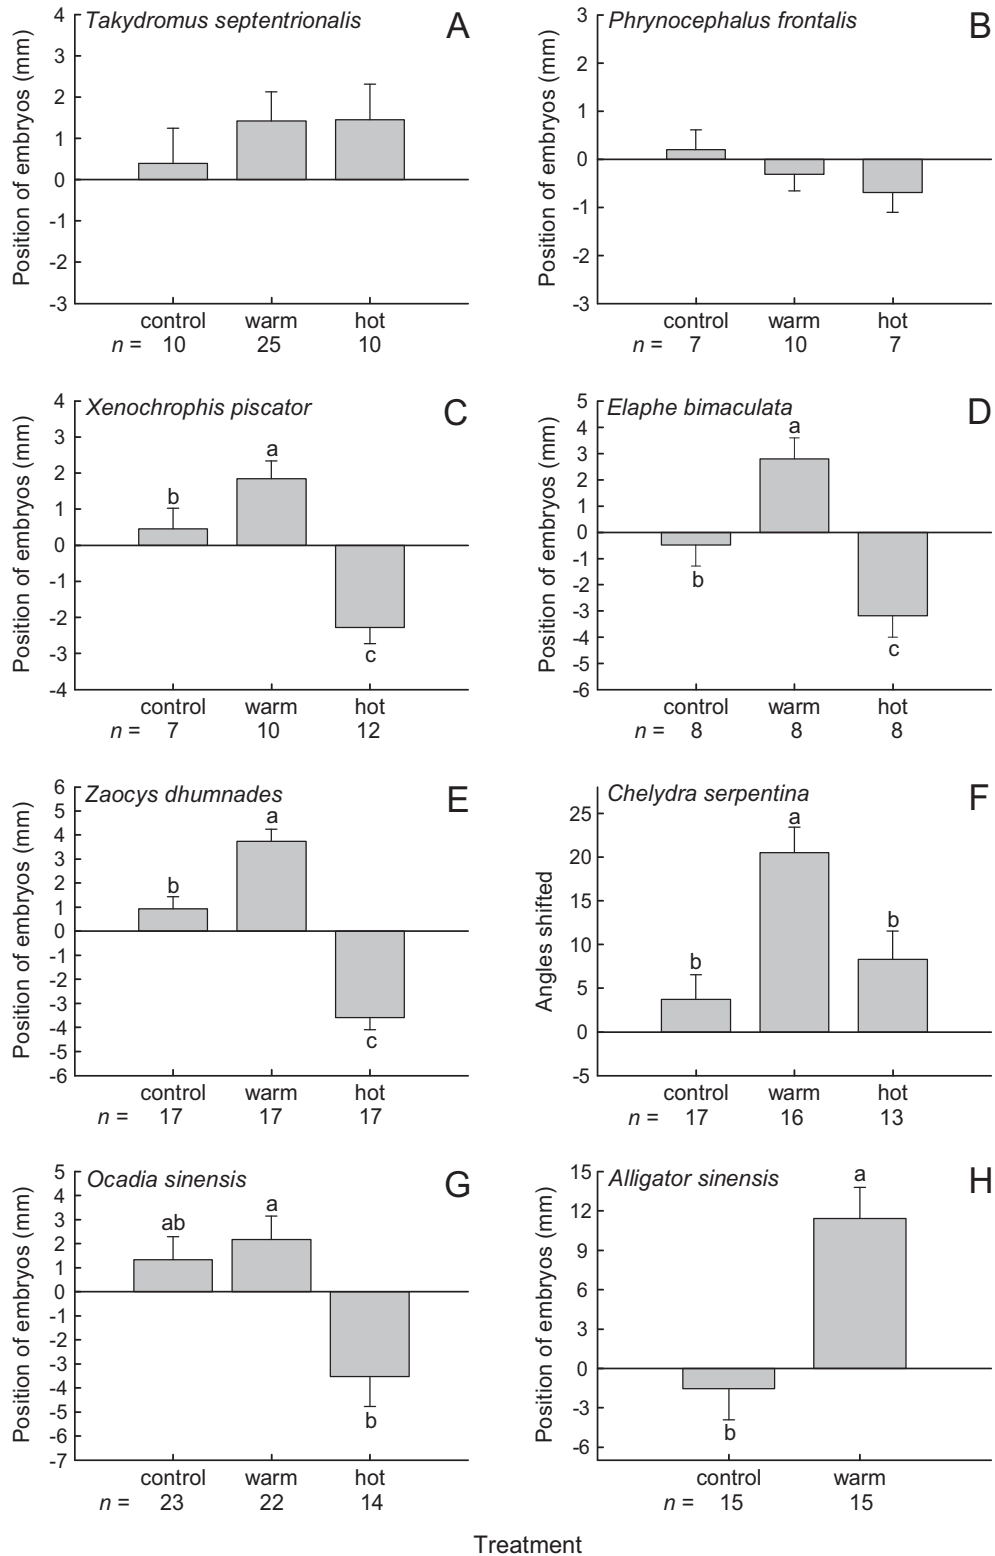 Takydromus septentrionalis A
Position of embryos (mm)
4
3
2
1
0
-1
-2
-3
control warm hot
n = 10 25 10
Phrynocephalus frontalis B
Position of embryos (mm)
3
2
1
0
-1
-2
-3
control warm hot
n = 7 10 7
Xenochrophis piscator C
Position of embryos (mm)
4
3
2
1
0
-1
-2
-3
-4
b a c
control warm hot
n = 7 10 12
Elaphe bimaculata D
Position of embryos (mm)
5
4
3
2
1
0
-1
-2
-3
-4
-5
-6
b a c
control warm hot
n = 8 8 8
Zaocys dhumnades E
Position of embryos (mm)
6
5
4
3
2
1
0
-1
-2
-3
-4
-5
-6
b a c
control warm hot
n = 17 17 17
Chelydra serpentina F
Angles shifted
25
20
15
10
5
0
-5
b a b
control warm hot
n = 17 16 13
Ocadia sinensis G
Position of embryos (mm)
5
4
3
2
1
0
-1
-2
-3
-4
-5
-6
-7
ab a b
control warm hot
n = 23 22 14
Alligator sinensis H
Position of embryos (mm)
15
12
9
6
3
0
-3
-6
b a
control warm
n = 15 15
Treatment